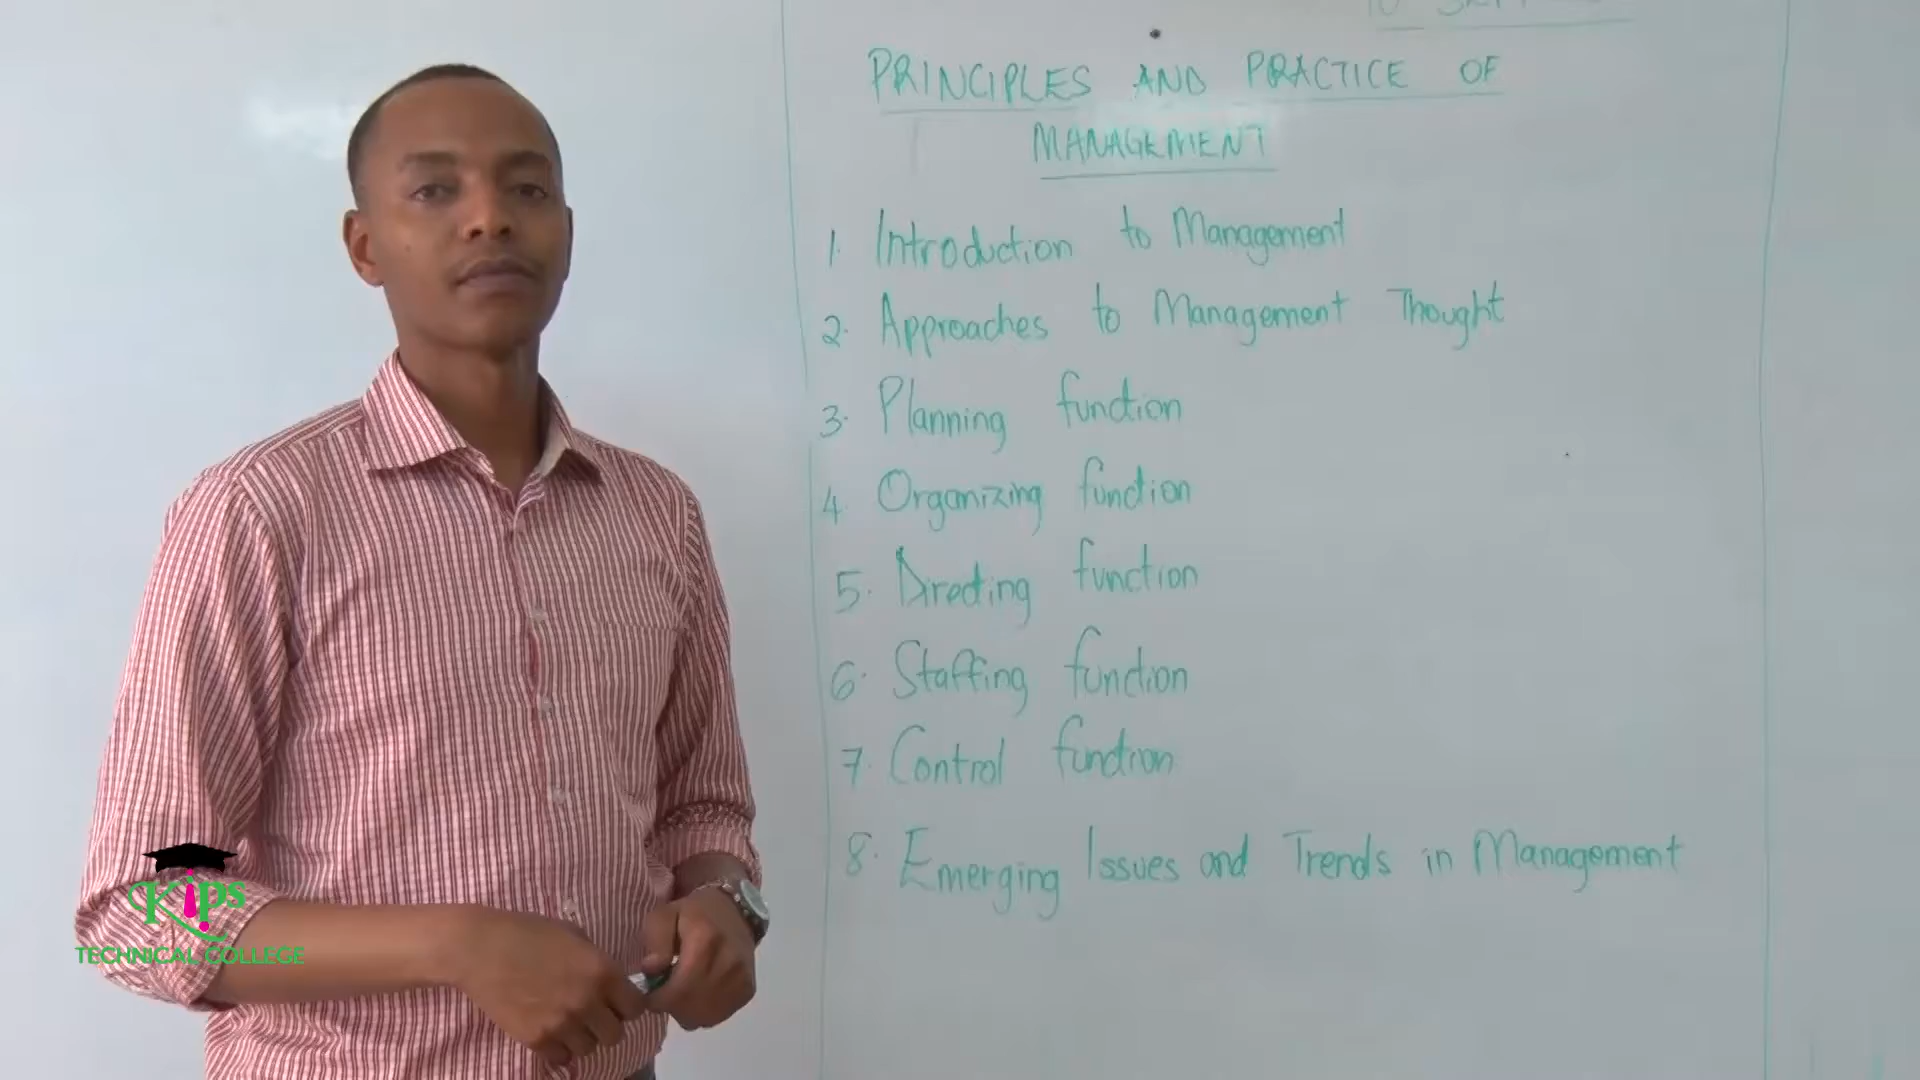 PRINCIPLES AND PRACTICE OF
MANAGEMENT
1. Introduction to Management
2. Approaches to Management Thought
3. Planning function
4. Organizing function
5. Directing function
6. Staffing function
7. Control function
8. Emerging Issues and Trends in Management
Kips
TECHNICAL COLLEGE